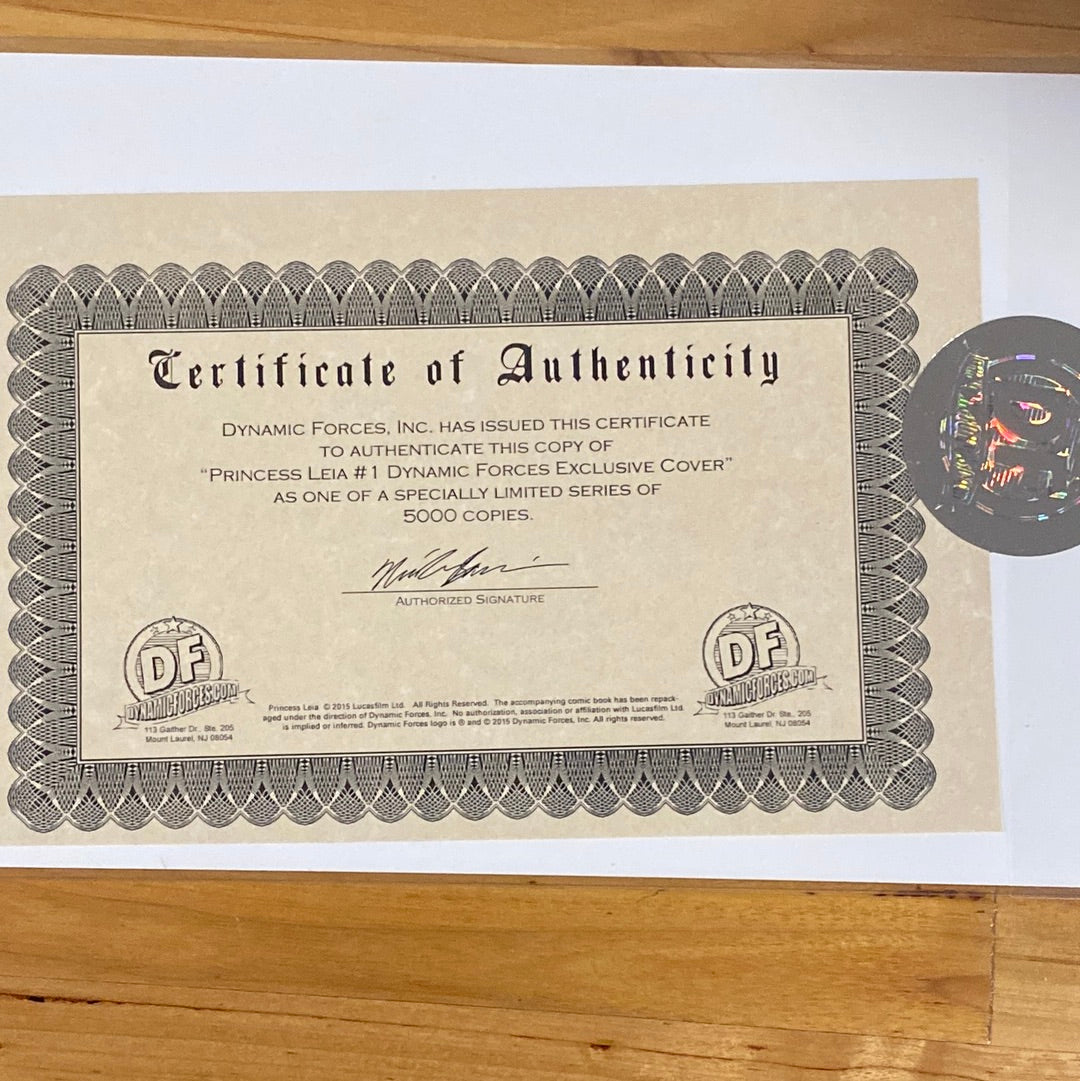 Certificate of Authenticity
DYNAMIC FORCES, INC. HAS ISSUED THIS CERTIFICATE
TO AUTHENTICATE THIS COPY OF
“PRINCESS LEIA #1 DYNAMIC FORCES EXCLUSIVE COVER”
AS ONE OF A SPECIALLY LIMITED SERIES OF
5000 COPIES.
AUTHORIZED SIGNATURE
DF
DYNAMICFORCES.COM
113 Gaither Dr., Ste. 205
Mount Laurel, NJ 08054
Princess Leia © 2015 Lucasfilm Ltd. All Rights Reserved. The accompanying comic book has been repack-
aged under the direction of Dynamic Forces, Inc. No authorization, association or affiliation with Lucasfilm Ltd.
is implied or inferred. Dynamic Forces logo is ® and © 2015 Dynamic Forces, Inc. All rights reserved.
DF
DYNAMICFORCES.COM
113 Gaither Dr., Ste. 205
Mount Laurel, NJ 08054